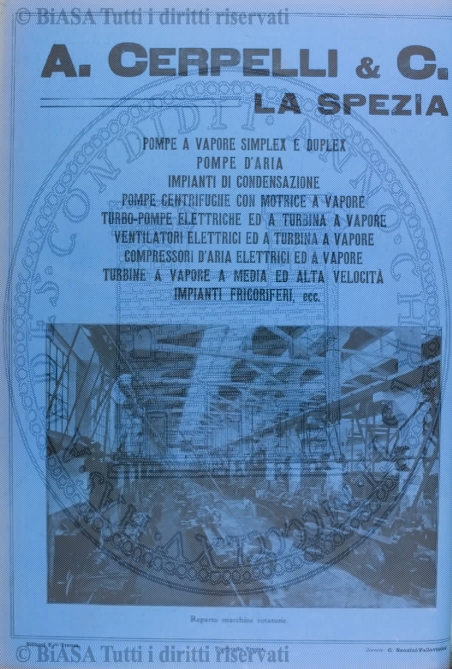 © BiASA Tutti i diritti riservati
A. CERPELLI & C.
LA SPEZIA
POMPE A VAPORE SIMPLEX E DUPLEX
POMPE D'ARIA
IMPIANTI DI CONDENSAZIONE
POMPE CENTRIFUGHE CON MOTRICE A VAPORE
TURBO-POMPE ELETTRICHE ED A TURBINA A VAPORE
VENTILATORI ELETTRICI ED A TURBINA A VAPORE
COMPRESSORI D'ARIA ELETTRICI ED A VAPORE
TURBINE A VAPORE A MEDIA ED ALTA VELOCITÀ
IMPIANTI FRIGORIFERI, ecc.
Reparto macchine rotatorie.
© BiASA Tutti i diritti riservati